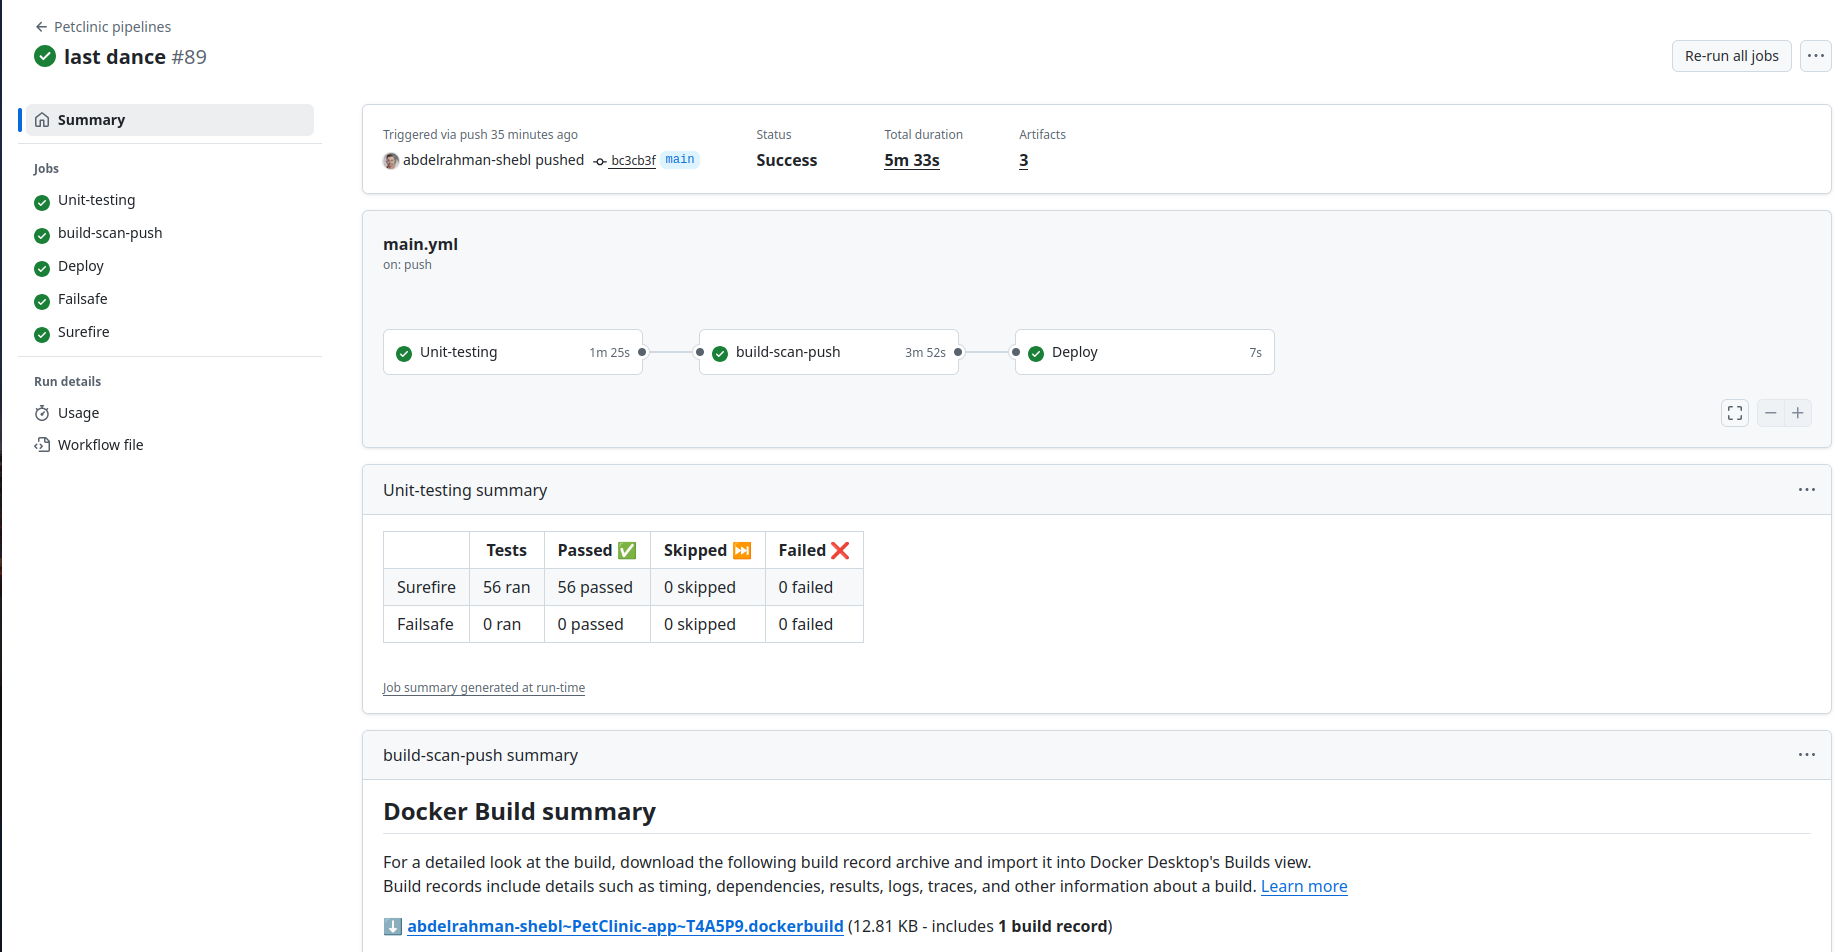 ← Petclinic pipelines
last dance #89
Re-run all jobs
Summary
Jobs
Unit-testing
build-scan-push
Deploy
Failsafe
Surefire
Run details
Usage
Workflow file
Triggered via push 35 minutes ago
abdelrahman-shebl pushed bc3cb3f main
Status
Success
Total duration
5m 33s
Artifacts
3
main.yml
on: push
Unit-testing 1m 25s
build-scan-push 3m 52s
Deploy 7s
Unit-testing summary
Tests Passed ✅ Skipped ⏭️ Failed ❌
Surefire 56 ran 56 passed 0 skipped 0 failed
Failsafe 0 ran 0 passed 0 skipped 0 failed
Job summary generated at run-time
build-scan-push summary
Docker Build summary
For a detailed look at the build, download the following build record archive and import it into Docker Desktop's Builds view.
Build records include details such as timing, dependencies, results, logs, traces, and other information about a build. Learn more
⬇️ abdelrahman-shebl~PetClinic-app~T4A5P9.dockerbuild (12.81 KB - includes 1 build record)